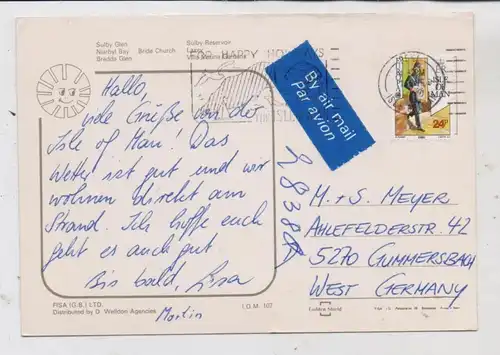 Sulby Glen
Sulby Reservoir
Niarbyl Bay
Bride Church
Laxey
Bradda Glen
Villa Marina Gardens
FOR HAPPY HOLIDAYS
ISLE
OF
MAN
24p
By air mail
Par avion
Hallo,
viele Grüße von der
Isle of Man. Das
Wetter ist gut und wir
wohnen direkt am
Strand. Ich hoffe euch
geht es auch gut.
Bis bald, Lisa
Martin
M.+S. MEYER
AHLEFELDERSTR. 42
5270 GUMMERSBACH
WEST GERMANY
FISA (G.B.) LTD.
Distributed by D. Wellton Agencies
I.O.M. 107